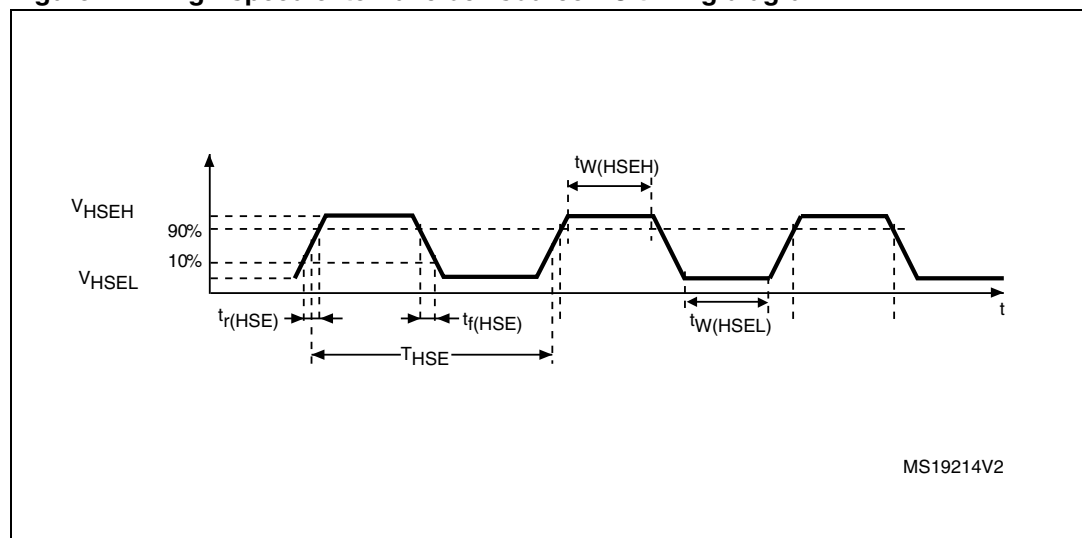 tW(HSEH)
VHSEH
90%
10%
VHSEL
tr(HSE)
tf(HSE)
tW(HSEL)
t
THSE
MS19214V2